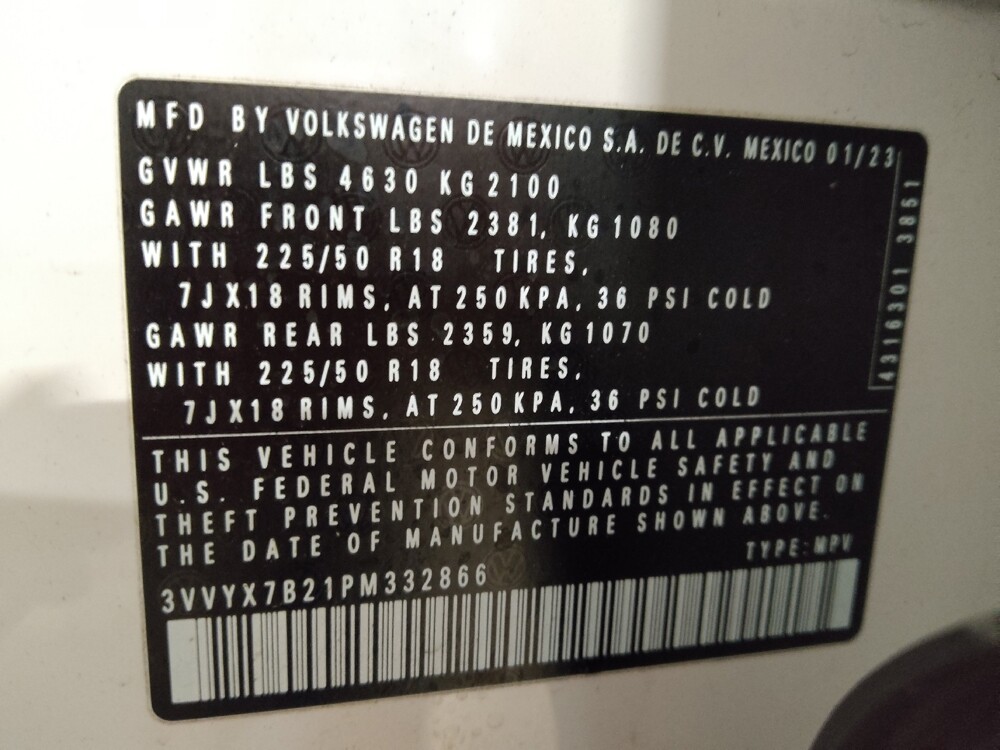 MFD BY VOLKSWAGEN DE MEXICO S.A. DE C.V. MEXICO 01/23
GVWR LBS 4630 KG 2100
GAWR FRONT LBS 2381, KG 1080
WITH 225/50 R18 TIRES,
7J X18 RIMS, AT 250 KPA, 36 PSI COLD
GAWR REAR LBS 2359, KG 1070
WITH 225/50 R18 TIRES,
7J X18 RIMS, AT 250 KPA, 36 PSI COLD
4316301 3851
THIS VEHICLE CONFORMS TO ALL APPLICABLE
U.S. FEDERAL MOTOR VEHICLE SAFETY AND
THEFT PREVENTION STANDARDS IN EFFECT ON
THE DATE OF MANUFACTURE SHOWN ABOVE.
TYPE:MPV
3VVYX7B21PM332866